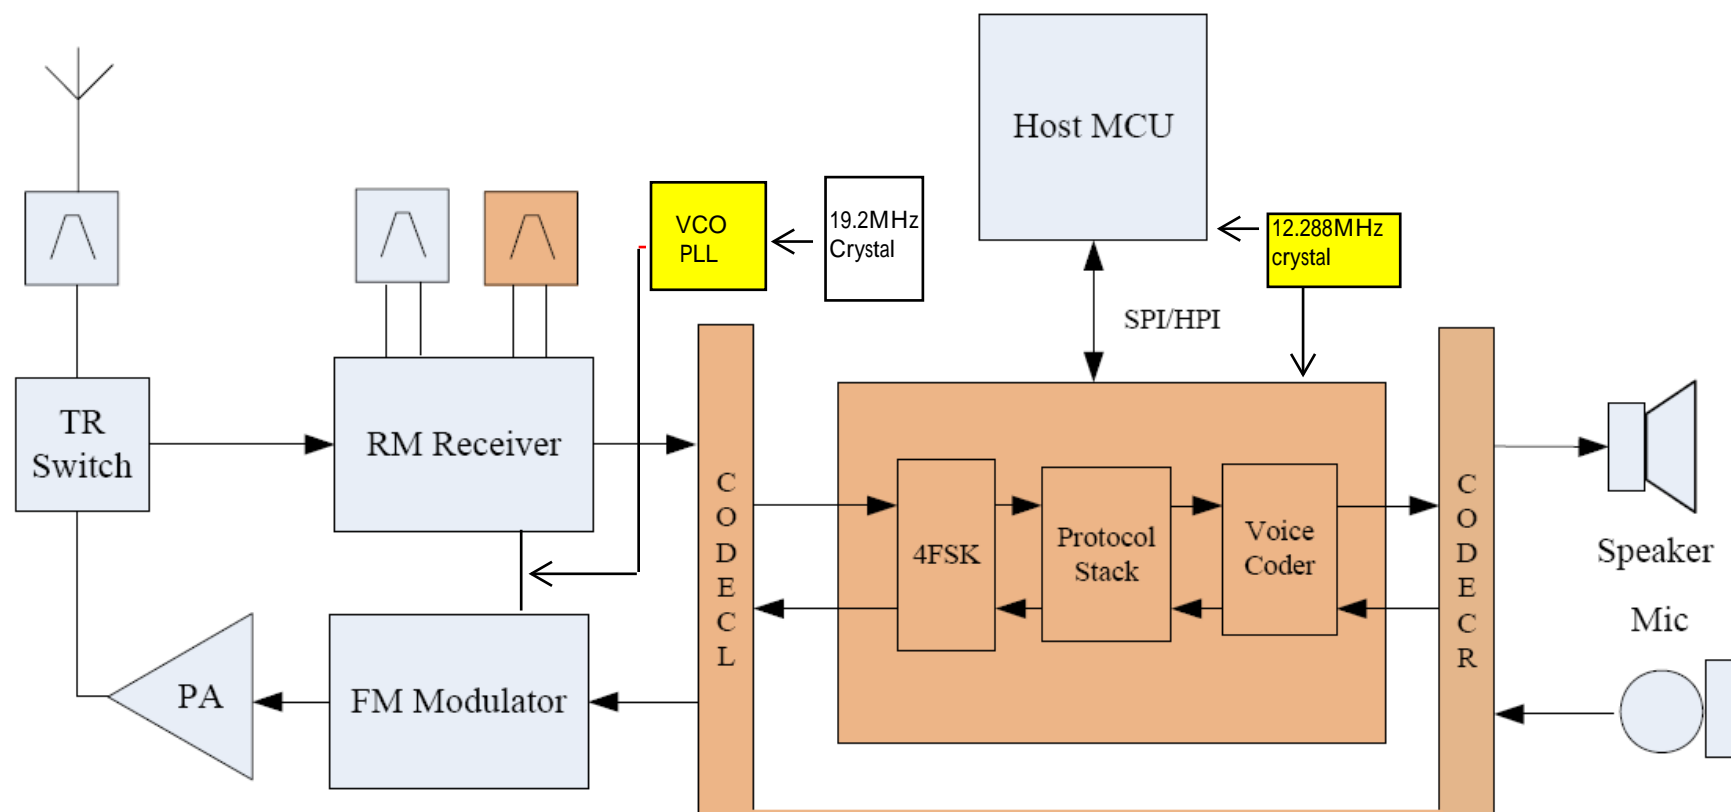 Host MCU
VCO
PLL
19.2MHz
Crystal
12.288MHz
crystal
SPI/HPI
TR
Switch
RM Receiver
C
O
D
E
C
L
4FSK
Protocol
Stack
Voice
Coder
C
O
D
E
C
R
Speaker
Mic
PA
FM Modulator